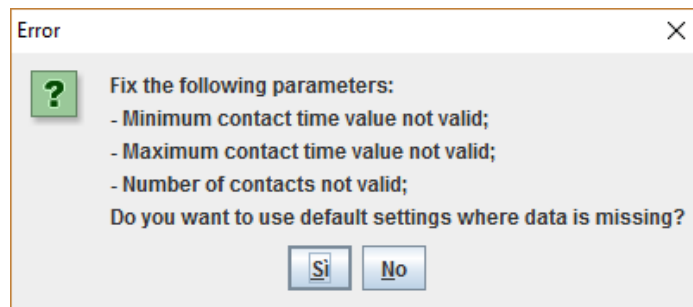 Error
?
Fix the following parameters:
- Minimum contact time value not valid;
- Maximum contact time value not valid;
- Number of contacts not valid;
Do you want to use default settings where data is missing?
Sì No